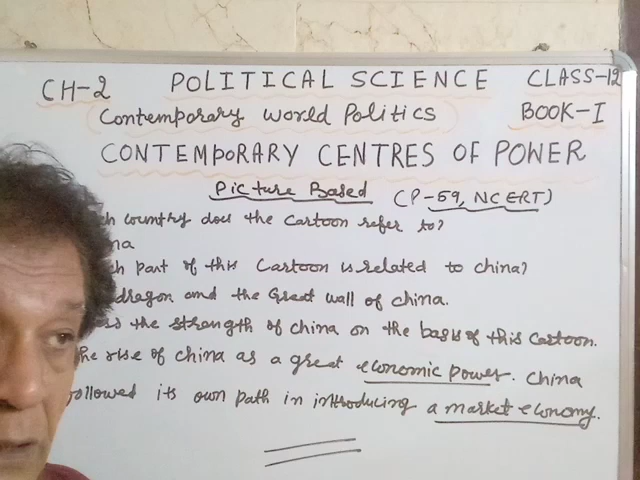 CH-2 POLITICAL SCIENCE CLASS-12
Contemporary World Politics BOOK-I
CONTEMPORARY CENTRES OF POWER
Picture Based (P-59, NCERT)
country does the Cartoon refer to?
part of this Cartoon is related to China?
dragon and the Great wall of China.
the strength of China on the basis of this Cartoon.
rise of China as a great economic power. China
followed its own path in introducing a market economy.